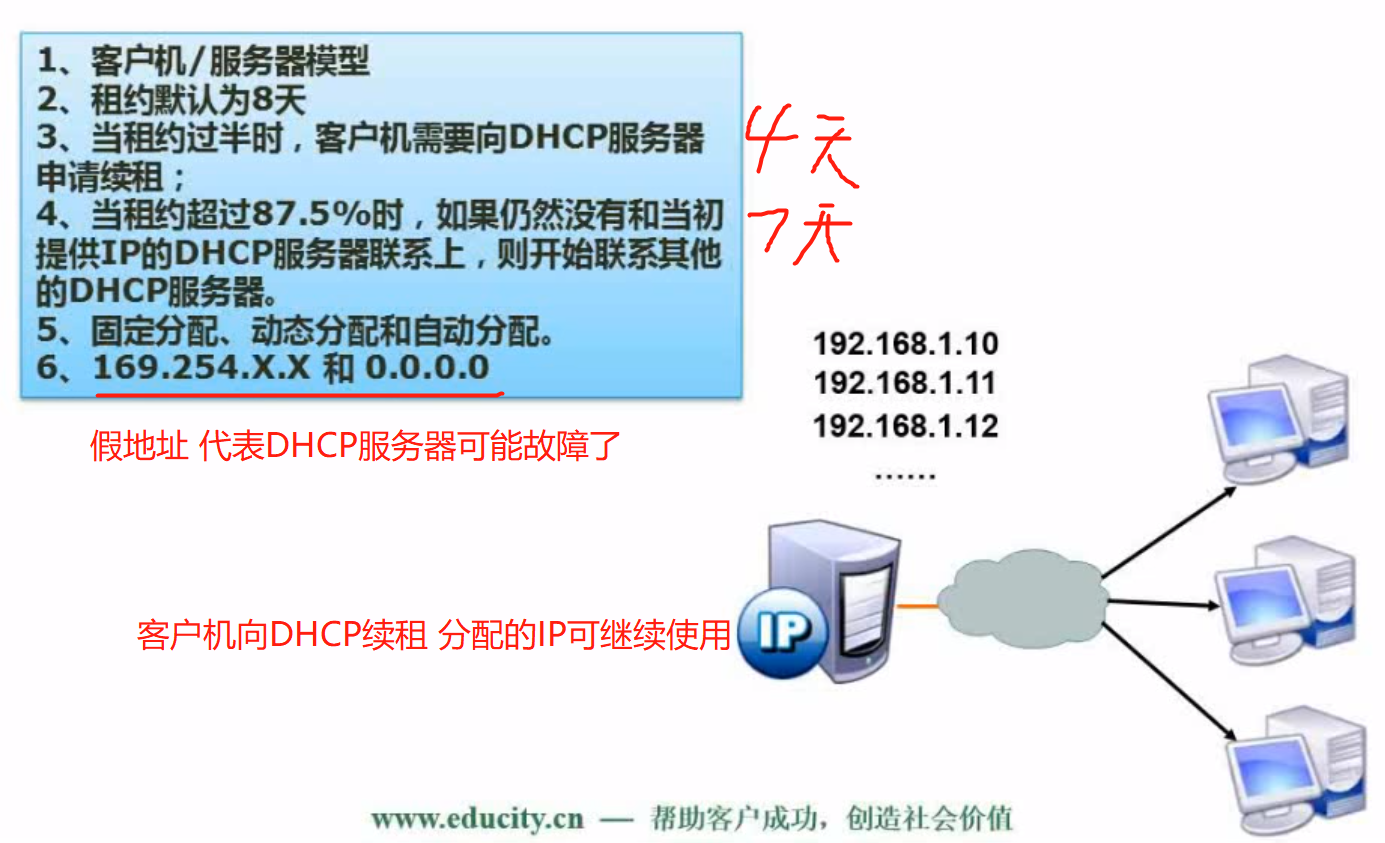 1、客户机/服务器模型
2、租约默认为8天
3、当租约过半时，客户机需要向DHCP服务器
申请续租；
4天
4、当租约超过87.5%时，如果仍然没有和当初
提供IP的DHCP服务器联系上，则开始联系其他
的DHCP服务器。
7天
5、固定分配、动态分配和自动分配。
6、169.254.X.X 和 0.0.0.0
假地址 代表DHCP服务器可能故障了
192.168.1.10
192.168.1.11
192.168.1.12
……
客户机向DHCP续租 分配的IP可继续使用
IP
www.educity.cn — 帮助客户成功，创造社会价值